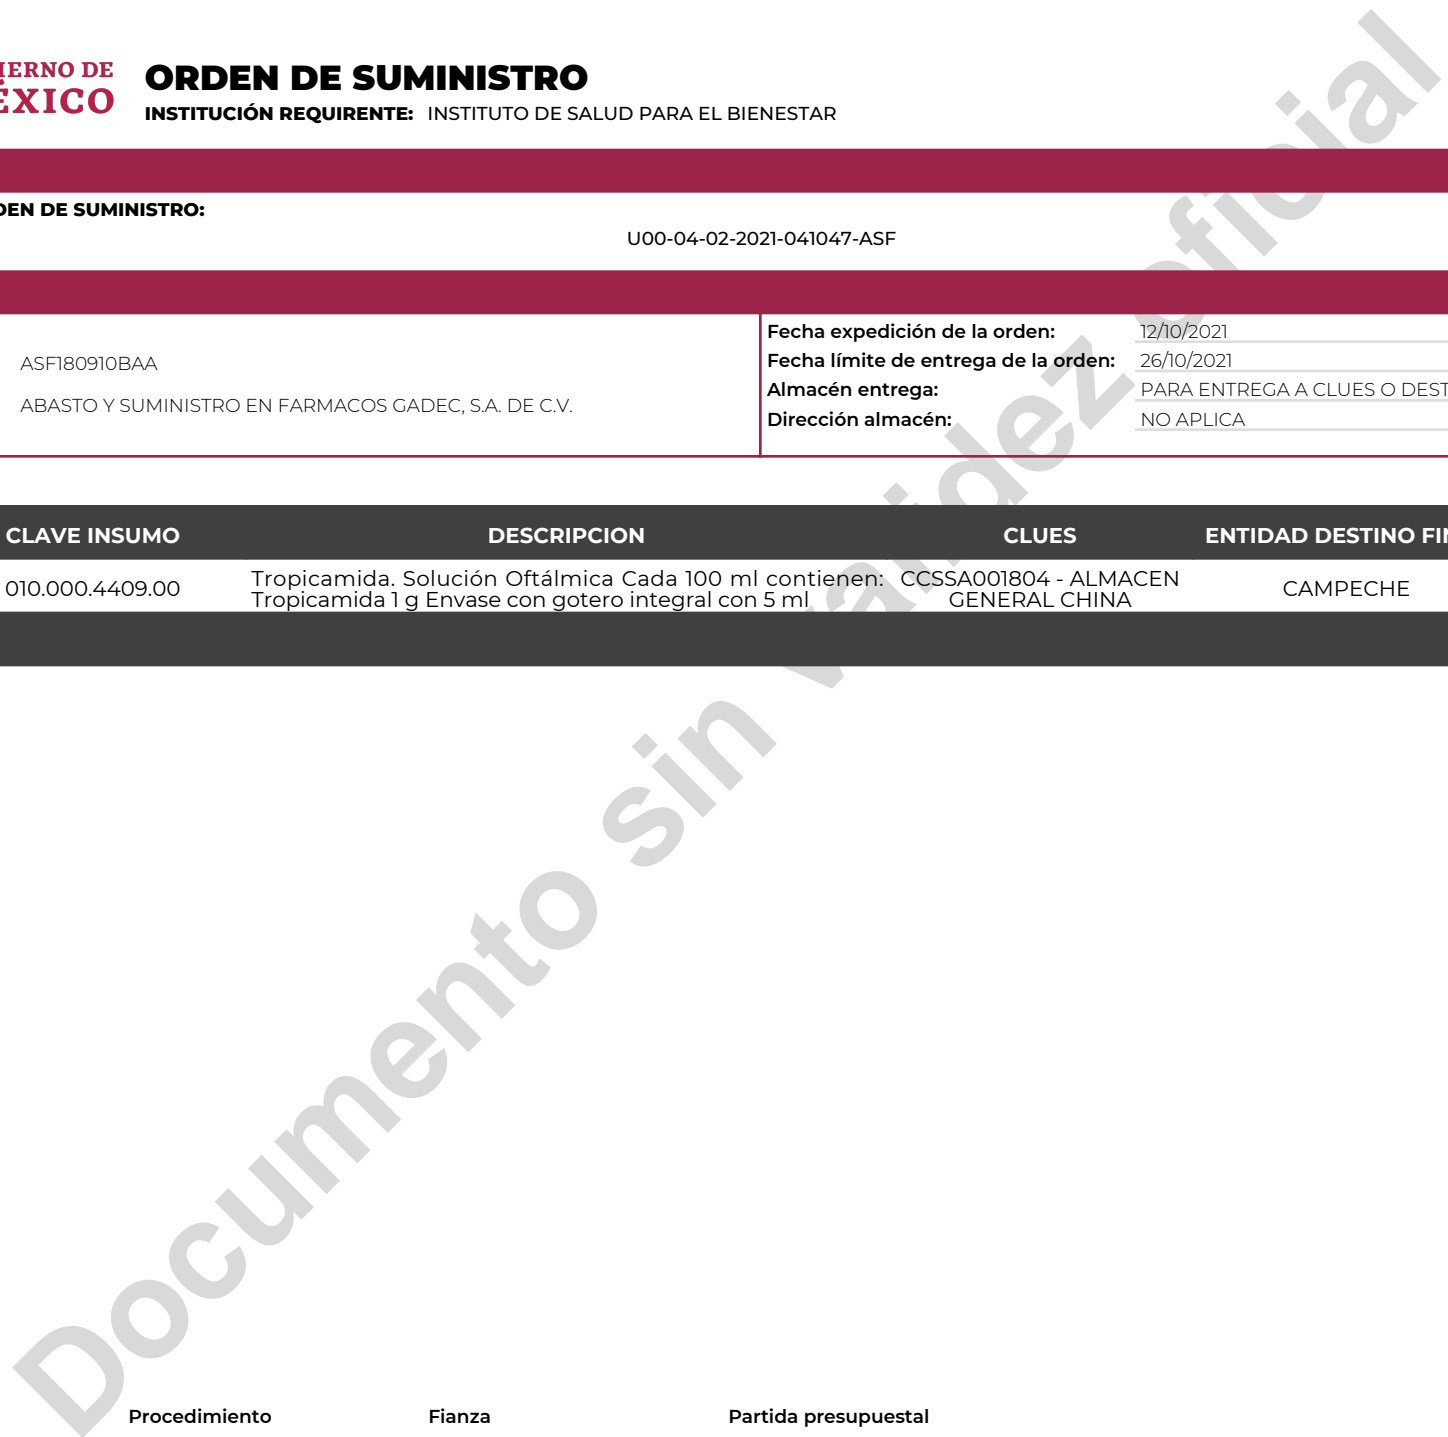 IERNO DE
ÉXICO
ORDEN DE SUMINISTRO
INSTITUCIÓN REQUIRENTE: INSTITUTO DE SALUD PARA EL BIENESTAR
DEN DE SUMINISTRO:
U00-04-02-2021-041047-ASF
ASF180910BAA
ABASTO Y SUMINISTRO EN FARMACOS GADEC, S.A. DE C.V.
Fecha expedición de la orden: 12/10/2021
Fecha límite de entrega de la orden: 26/10/2021
Almacén entrega: PARA ENTREGA A CLUES O DEST
Dirección almacén: NO APLICA
CLAVE INSUMO DESCRIPCION CLUES ENTIDAD DESTINO FIN
010.000.4409.00 Tropicamida. Solución Oftálmica Cada 100 ml contienen: CCSSA001804 - ALMACEN CAMPECHE
Tropicamida 1 g Envase con gotero integral con 5 ml GENERAL CHINA
Documento sin validez oficial
Procedimiento Fianza Partida presupuestal